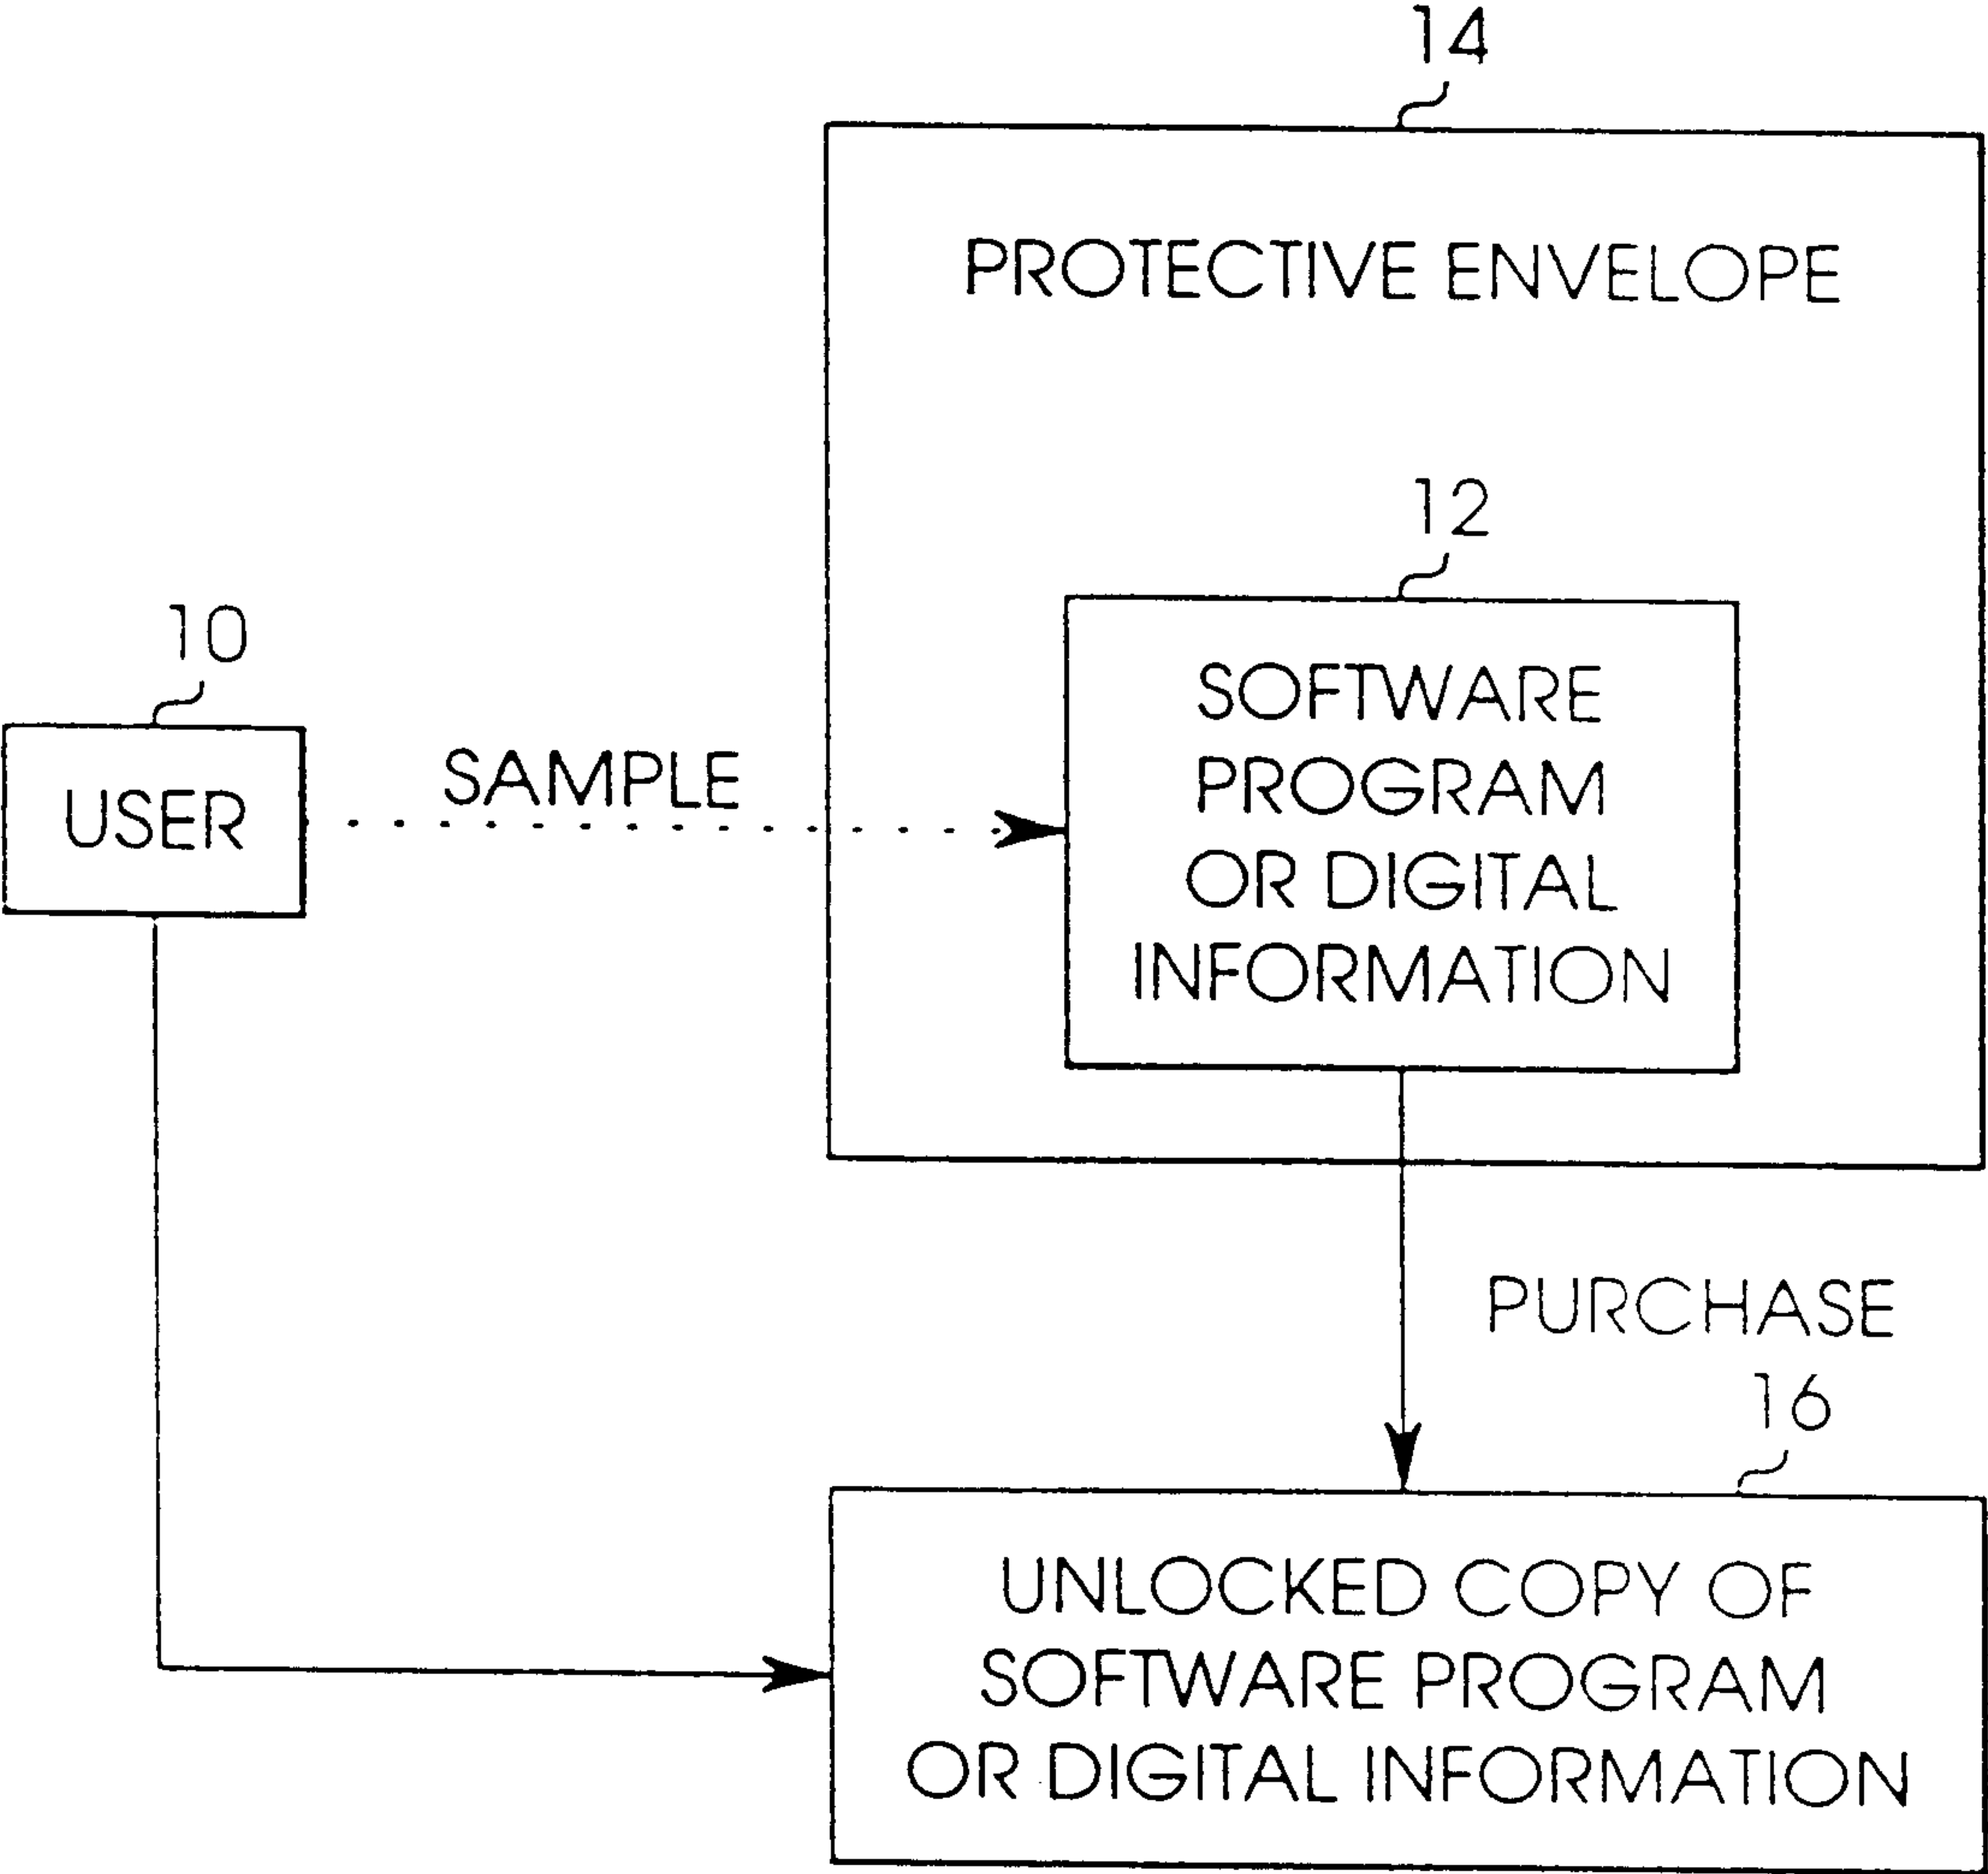 14
PROTECTIVE ENVELOPE
12
SOFTWARE
PROGRAM
OR DIGITAL
INFORMATION
10
USER
SAMPLE
PURCHASE
16
UNLOCKED COPY OF
SOFTWARE PROGRAM
OR DIGITAL INFORMATION